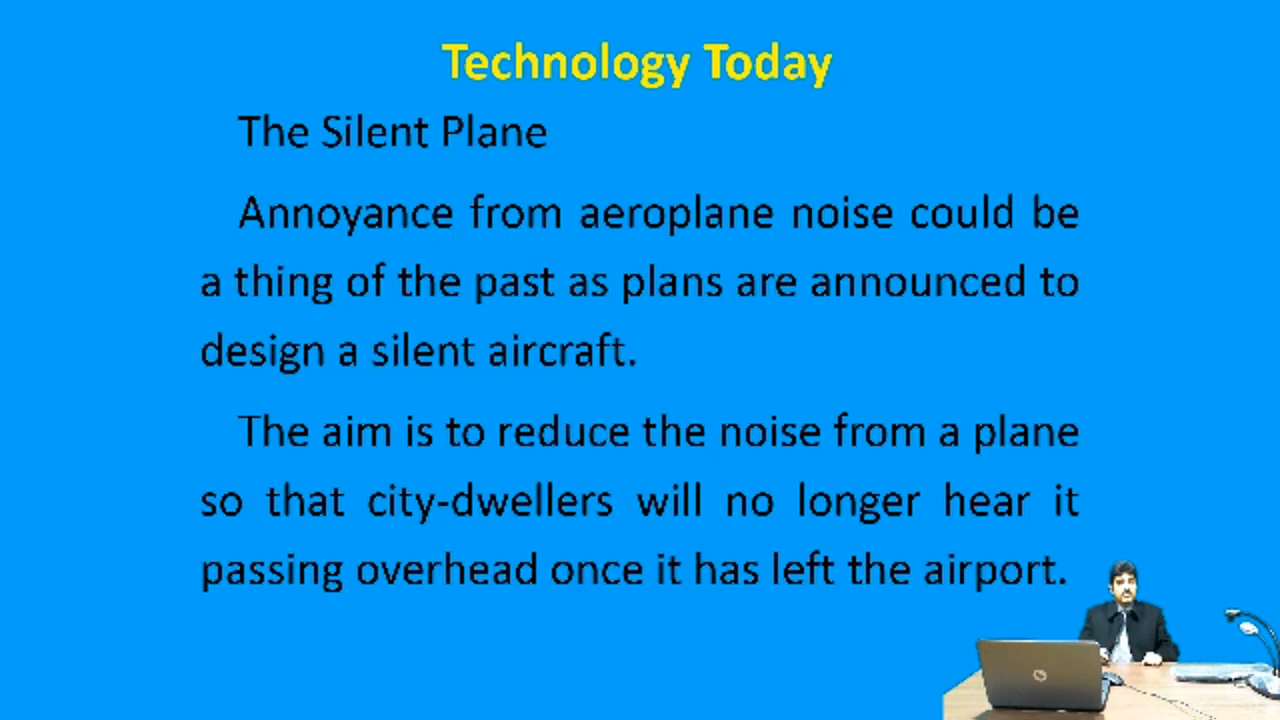 Technology Today
The Silent Plane
Annoyance from aeroplane noise could be
a thing of the past as plans are announced to
design a silent aircraft.
The aim is to reduce the noise from a plane
so that city-dwellers will no longer hear it
passing overhead once it has left the airport.